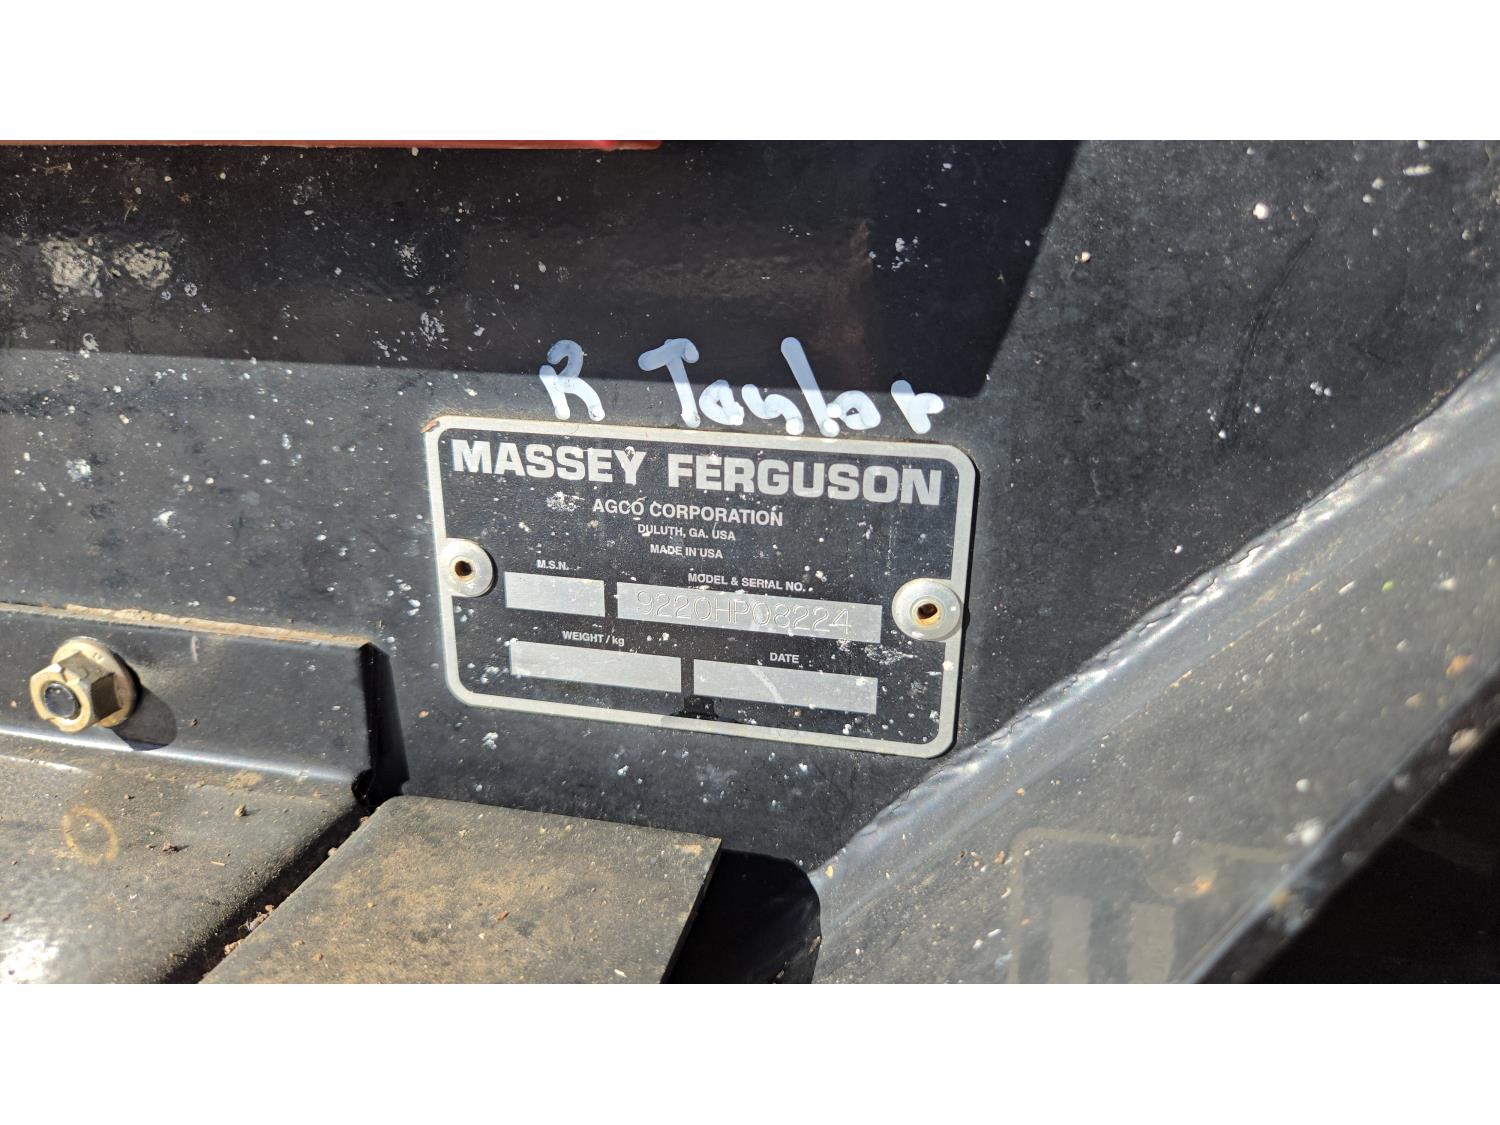 R Taylor
MASSEY FERGUSON
AGCO CORPORATION
DULUTH, GA. USA
MADE IN USA
M.S.N.
MODEL & SERIAL NO.
9220HP08224
WEIGHT / kg
DATE